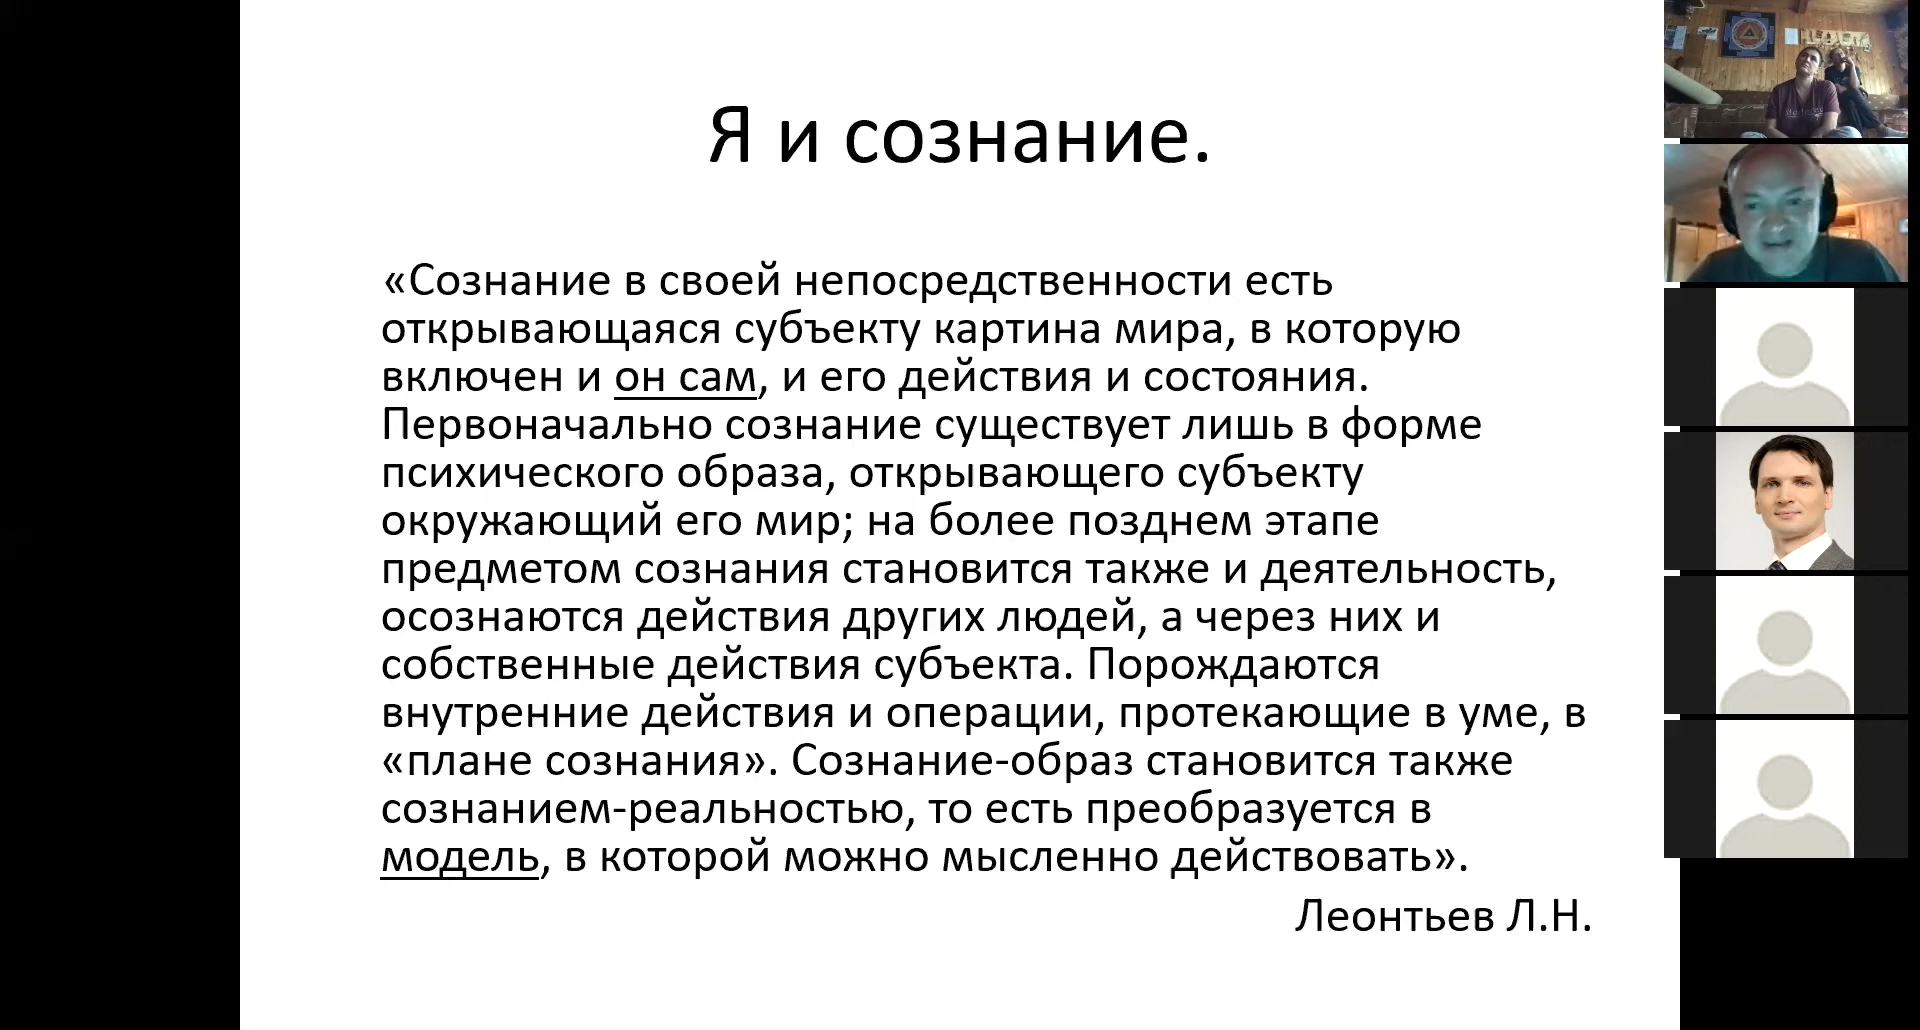 Я и сознание.
«Сознание в своей непосредственности есть
открывающаяся субъекту картина мира, в которую
включен и он сам, и его действия и состояния.
Первоначально сознание существует лишь в форме
психического образа, открывающего субъекту
окружающий его мир; на более позднем этапе
предметом сознания становится также и деятельность,
осознаются действия других людей, а через них и
собственные действия субъекта. Порождаются
внутренние действия и операции, протекающие в уме, в
«плане сознания». Сознание-образ становится также
сознанием-реальностью, то есть преобразуется в
модель, в которой можно мысленно действовать».
Леонтьев Л.Н.